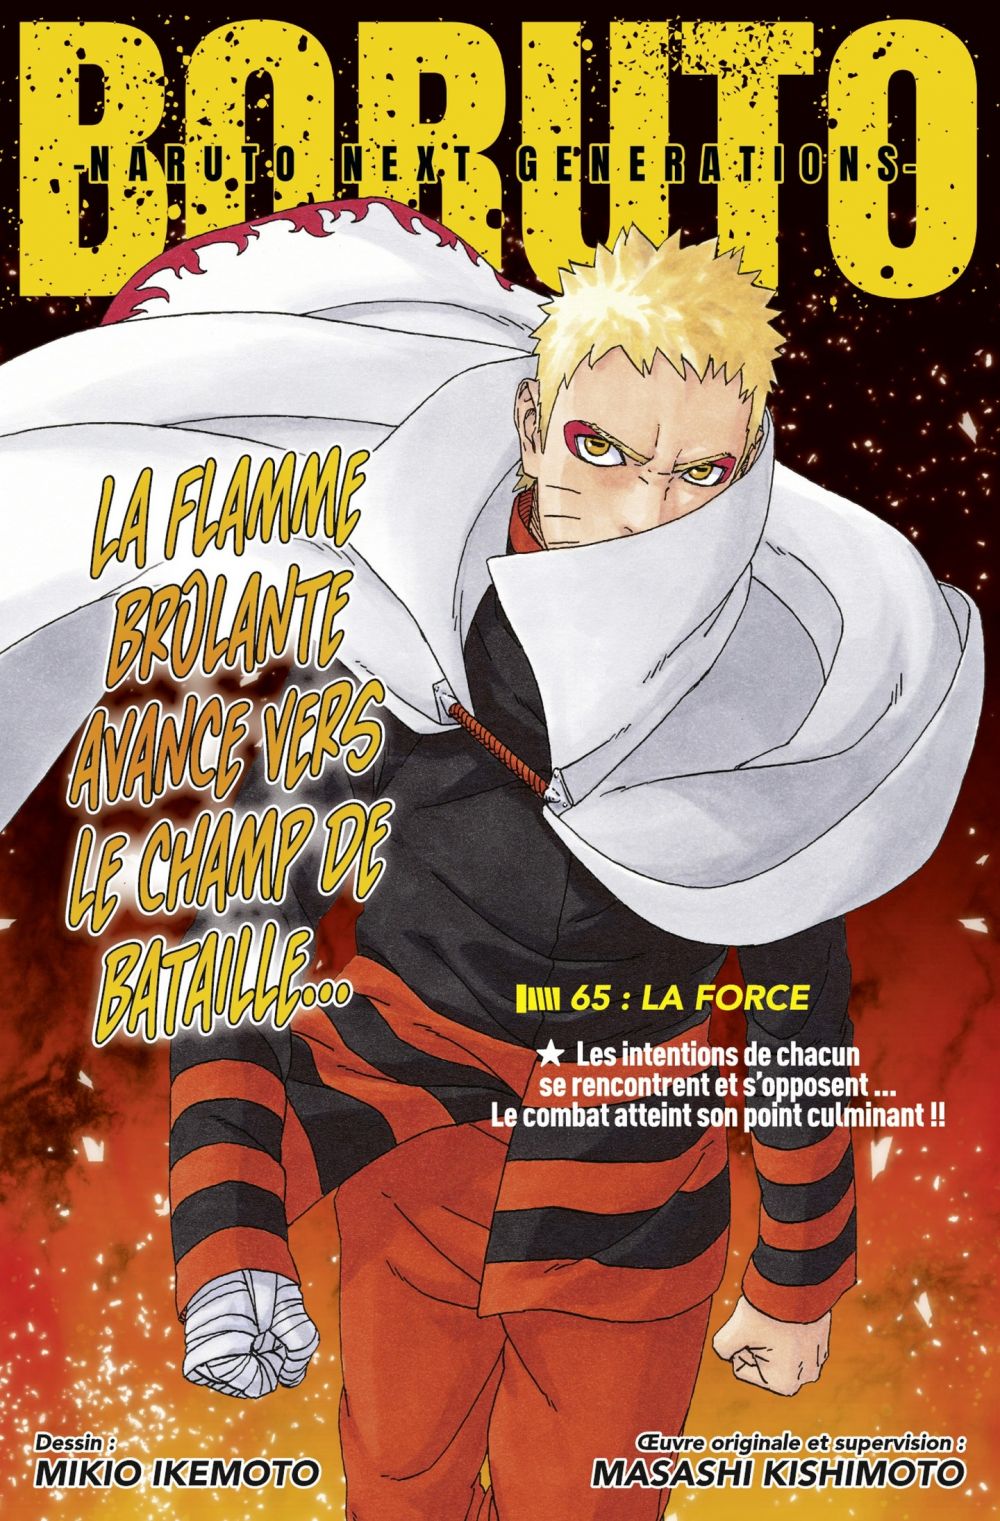 BORUTO
-NARUTO NEXT GENERATIONS-
LA FLAMME
BRÛLANTE
AVANCE VERS
LE CHAMP DE
BATAILLE...
65 : LA FORCE
★ Les intentions de chacun
se rencontrent et s'opposent ...
Le combat atteint son point culminant !!
Dessin :
MIKIO IKEMOTO
Œuvre originale et supervision :
MASASHI KISHIMOTO